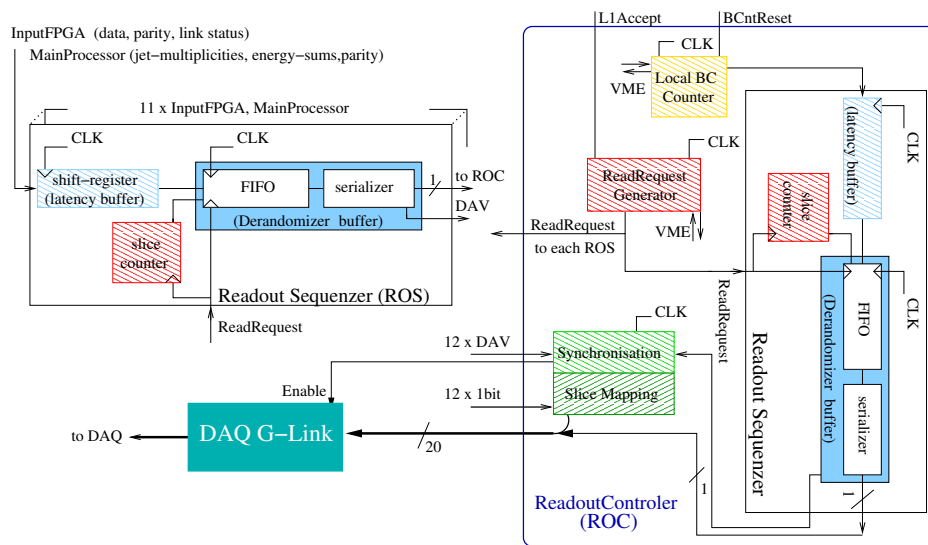 L1Accept
BCntReset
InputFPGA (data, parity, link status)
MainProcessor (jet-multiplicities, energy-sums,parity)
CLK
VME
Local BC
Counter
11 x InputFPGA, MainProcessor
CLK
CLK
shift-register
(latency buffer)
FIFO
serializer
(Derandomizer buffer)
1
to ROC
DAV
slice
counter
Readout Sequenzer (ROS)
ReadRequest
CLK
ReadRequest
Generator
VME
ReadRequest
to each ROS
(latency buffer)
CLK
slice
counter
ReadRequest
CLK
FIFO
(Derandomizer buffer)
serializer
Readout Sequenzer
1
CLK
12 x DAV
Synchronisation
Enable
12 x 1bit
Slice Mapping
to DAQ
DAQ G-Link
20
1
ReadoutControler
(ROC)